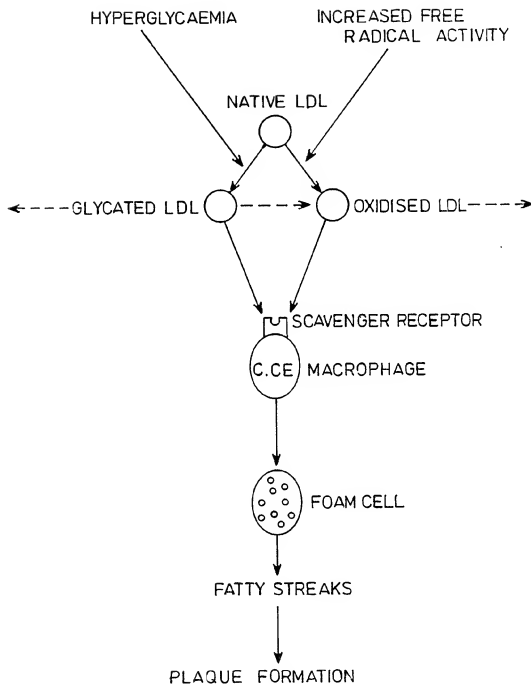 HYPERGLYCAEMIA
INCREASED FREE
RADICAL ACTIVITY
NATIVE LDL
GLYCATED LDL
OXIDISED LDL
SCAVENGER RECEPTOR
C.CE
MACROPHAGE
FOAM CELL
FATTY STREAKS
PLAQUE FORMATION